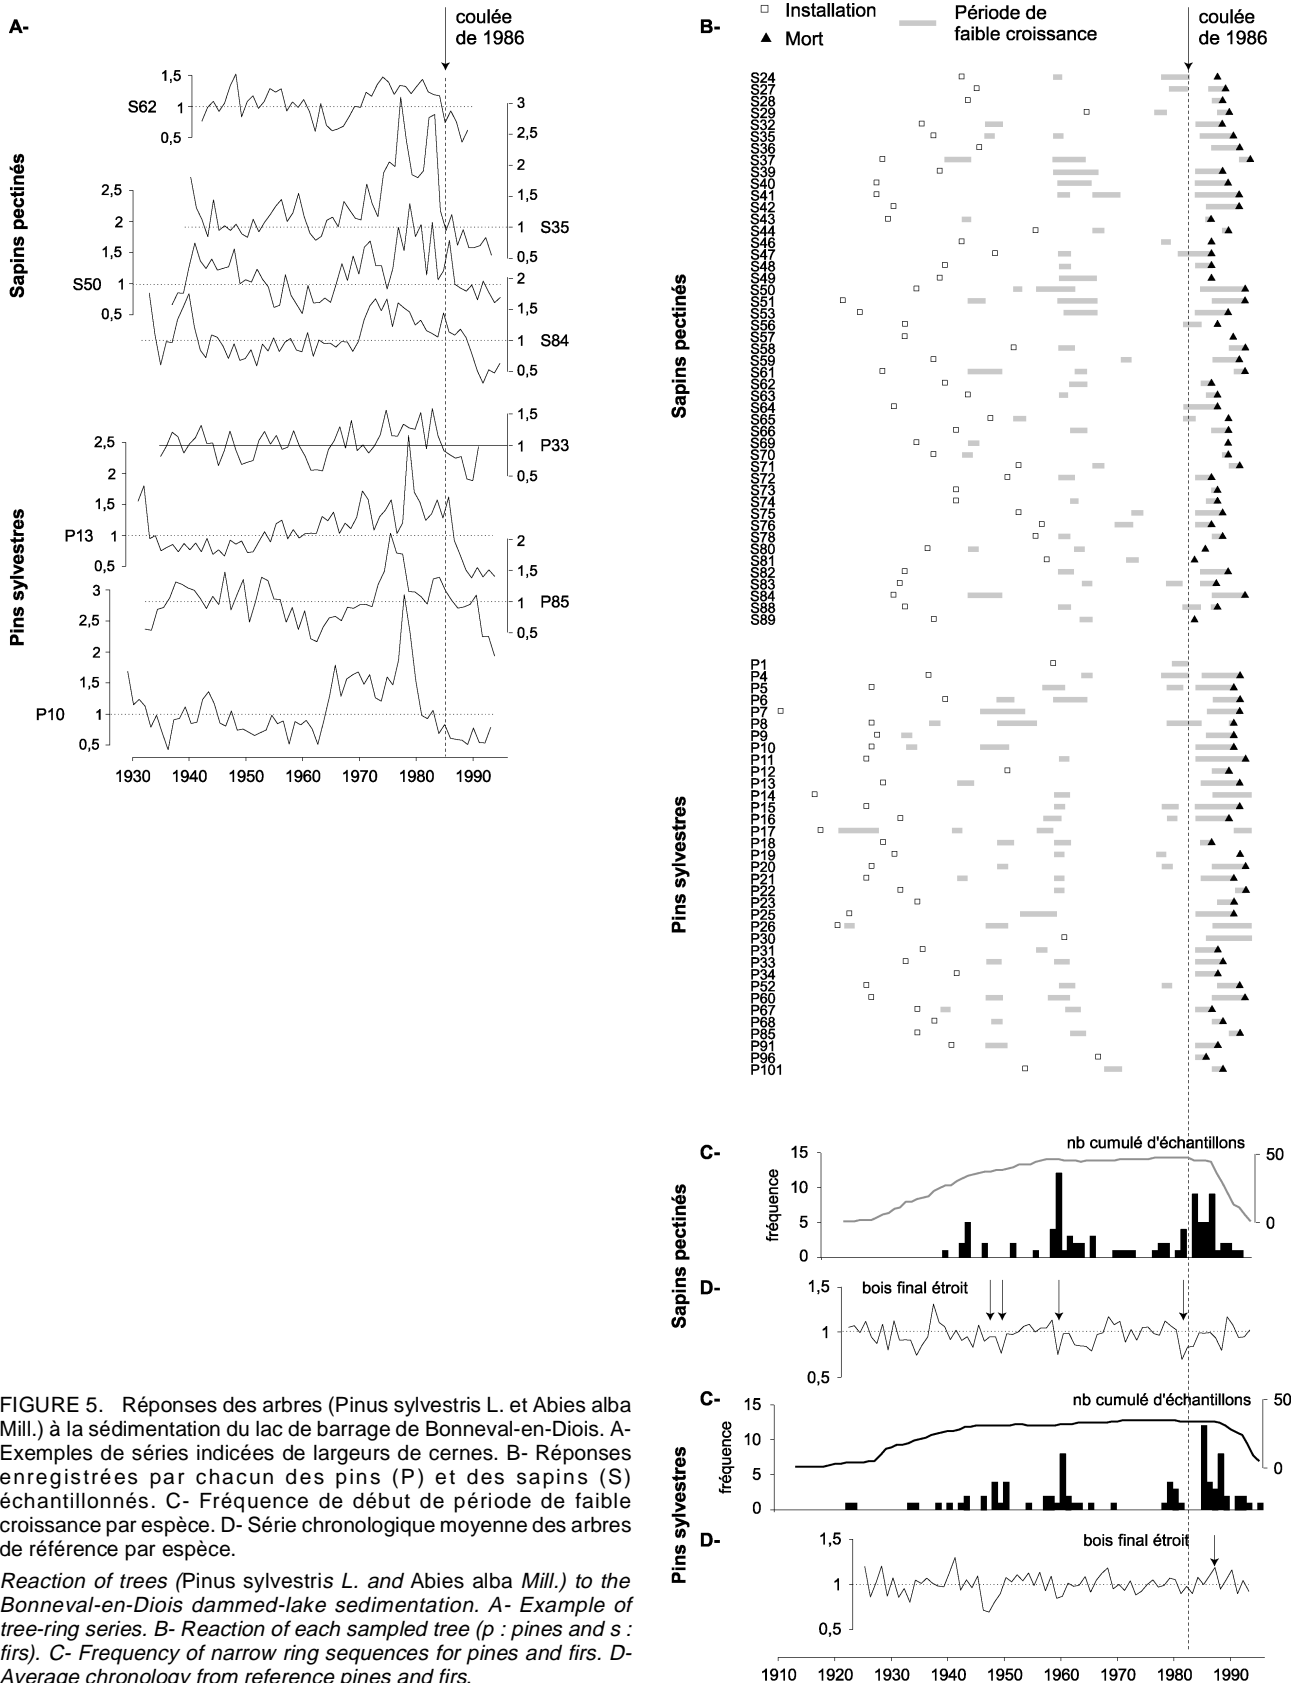 A-
coulée
de 1986
Sapins pectinés
1,5
S62 1
0,5
3
2,5
2
1,5
1 S35
0,5
2,5
2
1,5
S50 1
0,5
2
1,5
1 S84
0,5
Pins sylvestres
1,5
P33
1
0,5
2,5
2
1,5
P13 1
0,5
2
1,5
1 P85
0,5
3
2,5
2
1,5
P10 1
0,5
1930 1940 1950 1960 1970 1980 1990
B-
Installation
Mort
Période de
faible croissance
coulée
de 1986
Sapins pectinés
S24
S27
S28
S29
S32
S35
S36
S37
S39
S40
S41
S42
S43
S44
S46
S47
S48
S49
S50
S51
S53
S56
S57
S58
S59
S61
S62
S63
S64
S65
S66
S69
S70
S71
S72
S73
S74
S75
S76
S78
S80
S81
S82
S83
S84
S88
S89
Pins sylvestres
P1
P4
P5
P6
P7
P8
P9
P10
P11
P12
P13
P14
P15
P16
P17
P18
P19
P20
P21
P22
P23
P25
P26
P30
P31
P33
P34
P52
P60
P67
P68
P85
P91
P96
P101
Sapins pectinés
C-
nb cumulé d'échantillons
fréquence
15
10
5
0
50
0
D-
bois final étroit
1,5
1
0,5
Pins sylvestres
C-
nb cumulé d'échantillons
fréquence
15
10
5
0
50
0
D-
bois final étroit
1,5
1
0,5
1910 1920 1930 1940 1950 1960 1970 1980 1990
FIGURE 5. Réponses des arbres (Pinus sylvestris L. et Abies alba
Mill.) à la sédimentation du lac de barrage de Bonneval-en-Diois. A-
Exemples de séries indicées de largeurs de cernes. B- Réponses
enregistrées par chacun des pins (P) et des sapins (S)
échantillonnés. C- Fréquence de début de période de faible
croissance par espèce. D- Série chronologique moyenne des arbres
de référence par espèce.
Reaction of trees (Pinus sylvestris L. and Abies alba Mill.) to the
Bonneval-en-Diois dammed-lake sedimentation. A- Example of
tree-ring series. B- Reaction of each sampled tree (p : pines and s :
firs). C- Frequency of narrow ring sequences for pines and firs. D-
Average chronology from reference pines and firs.